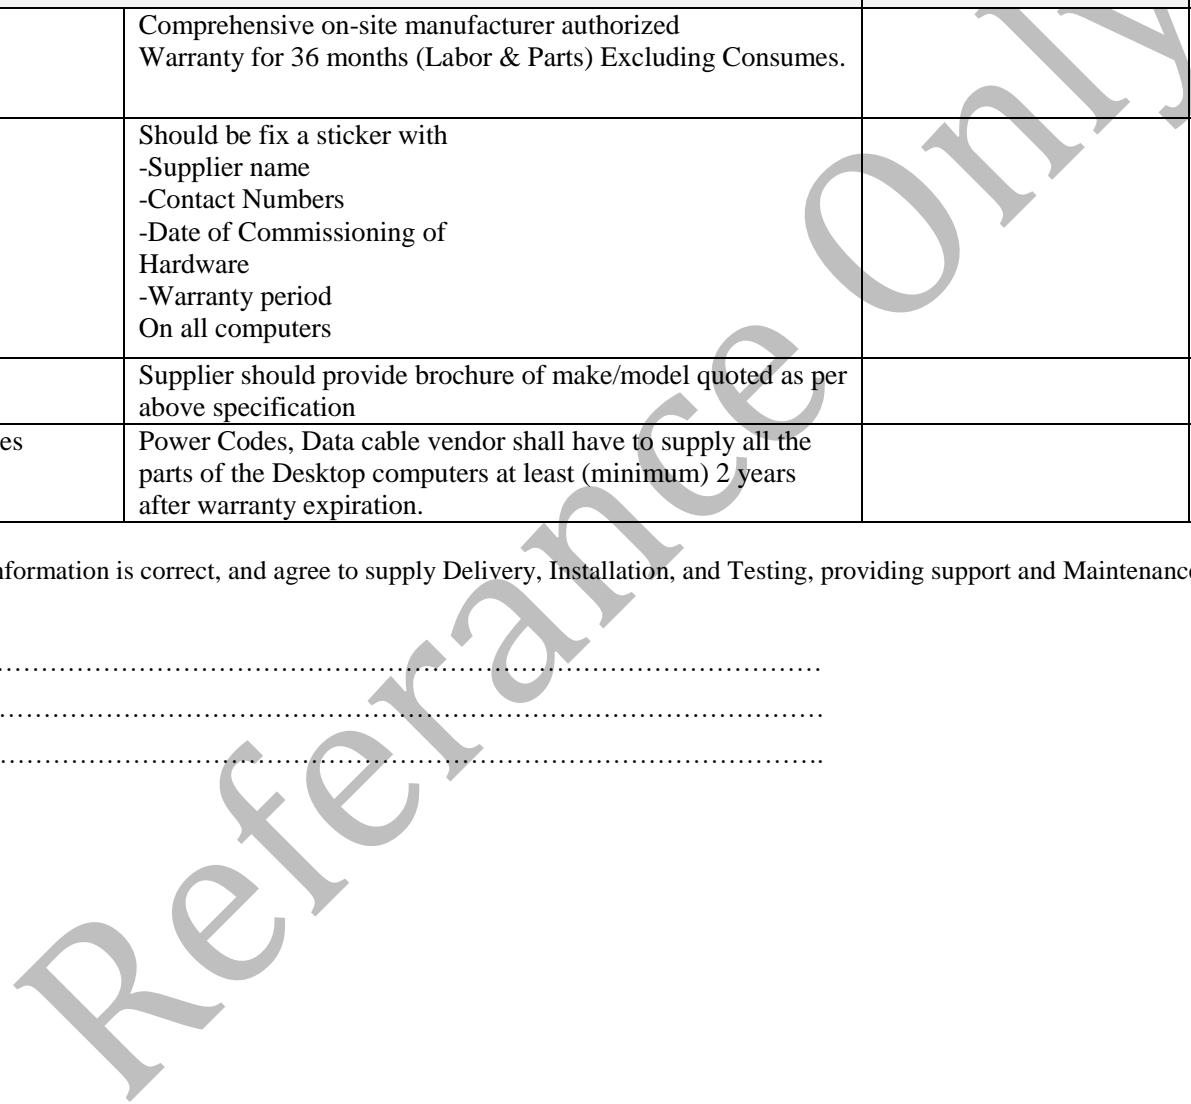 Comprehensive on-site manufacturer authorized
Warranty for 36 months (Labor & Parts) Excluding Consumes.
Should be fix a sticker with
-Supplier name
-Contact Numbers
-Date of Commissioning of
Hardware
-Warranty period
On all computers
Supplier should provide brochure of make/model quoted as per
above specification
es
Power Codes, Data cable vendor shall have to supply all the
parts of the Desktop computers at least (minimum) 2 years
after warranty expiration.
nformation is correct, and agree to supply Delivery, Installation, and Testing, providing support and Maintenance
Referance Only